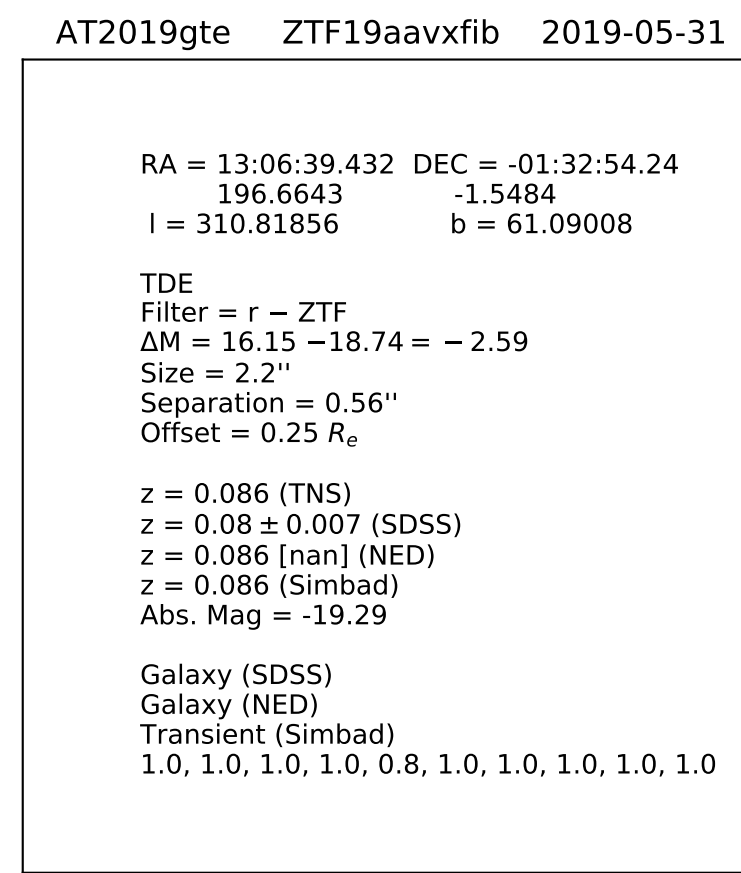 AT2019gte ZTF19aavxfib 2019-05-31
RA = 13:06:39.432 DEC = -01:32:54.24
196.6643 -1.5484
l = 310.81856 b = 61.09008
TDE
Filter = r − ZTF
ΔM = 16.15 −18.74 = − 2.59
Size = 2.2''
Separation = 0.56''
Offset = 0.25 Rₑ
z = 0.086 (TNS)
z = 0.08 ± 0.007 (SDSS)
z = 0.086 [nan] (NED)
z = 0.086 (Simbad)
Abs. Mag = -19.29
Galaxy (SDSS)
Galaxy (NED)
Transient (Simbad)
1.0, 1.0, 1.0, 1.0, 0.8, 1.0, 1.0, 1.0, 1.0, 1.0